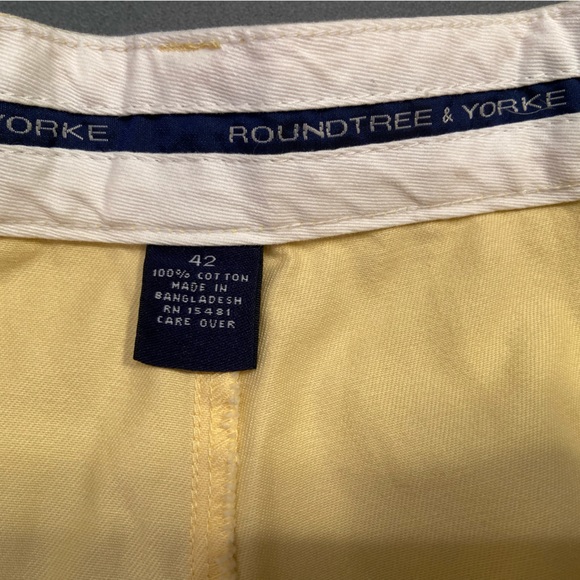 YORKE ROUNDTREE & YORKE
42
100% COTTON
MADE IN
BANGLADESH
RN 15481
CARE OVER